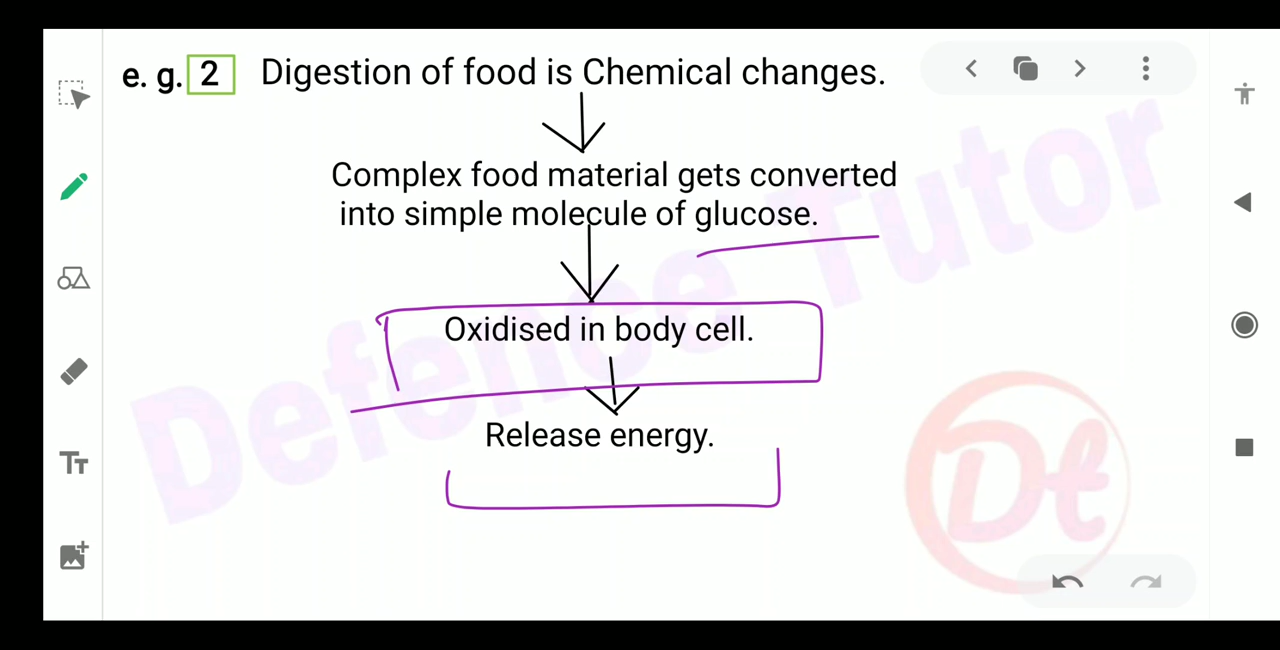 e. g. 2 Digestion of food is Chemical changes.
Complex food material gets converted
into simple molecule of glucose.
Oxidised in body cell.
Release energy.
Defence Tutor
Dt
Tт